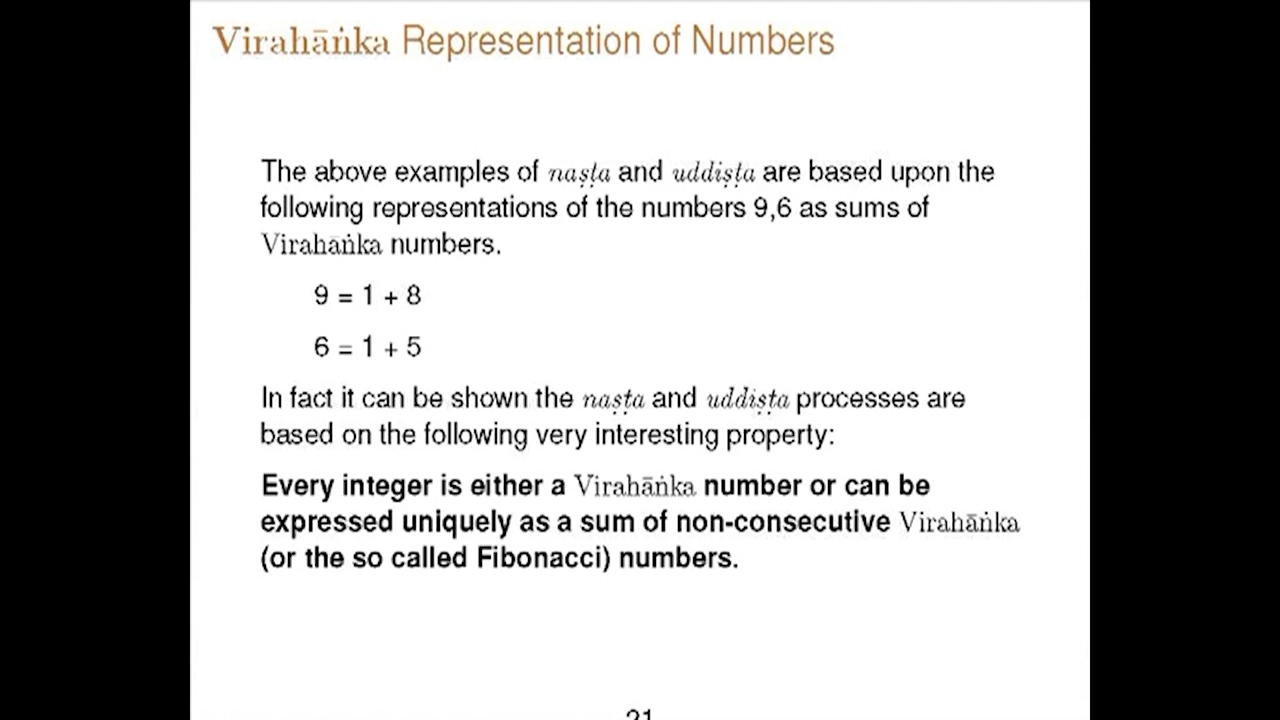 Virahāṅka Representation of Numbers
The above examples of naṣṭa and uddiṣṭa are based upon the
following representations of the numbers 9,6 as sums of
Virahāṅka numbers.
9 = 1 + 8
6 = 1 + 5
In fact it can be shown the naṣṭa and uddiṣṭa processes are
based on the following very interesting property:
Every integer is either a Virahāṅka number or can be
expressed uniquely as a sum of non-consecutive Virahāṅka
(or the so called Fibonacci) numbers.
21